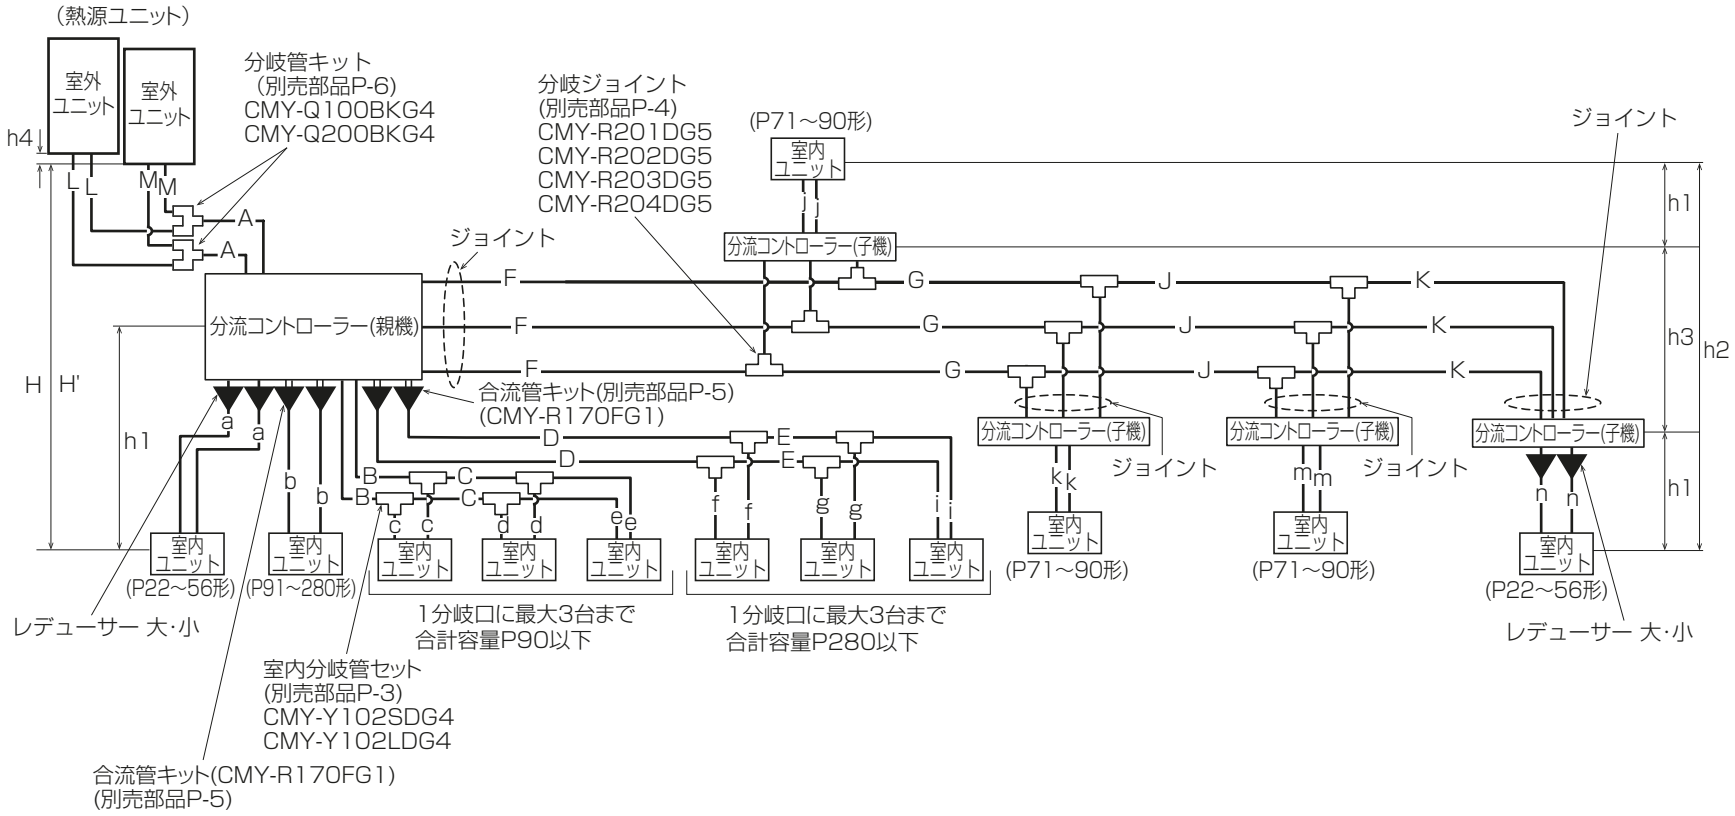 （熱源ユニット）
室外
ユニット
室外
ユニット
h4
分岐管キット
（別売部品P-6)
CMY-Q100BKG4
CMY-Q200BKG4
分岐ジョイント
(別売部品P-4)
CMY-R201DG5
CMY-R202DG5
CMY-R203DG5
CMY-R204DG5
(P71～90形)
室内
ユニット
ジョイント
L
L
M
M
A
A
j
j
h1
分流コントローラー(子機)
ジョイント
F
G
J
K
分流コントローラー(親機)
F
G
J
K
h3
h2
F
G
J
K
H
H'
h1
合流管キット(別売部品P-5)
(CMY-R170FG1)
a
a
b
b
B
C
B
C
D
E
D
E
c
c
d
d
e
e
f
f
g
g
i
i
分流コントローラー(子機)
分流コントローラー(子機)
分流コントローラー(子機)
ジョイント
ジョイント
k
k
m
m
n
n
h1
室内
ユニット
室内
ユニット
室内
ユニット
室内
ユニット
室内
ユニット
室内
ユニット
室内
ユニット
室内
ユニット
室内
ユニット
室内
ユニット
室内
ユニット
(P22～56形)
(P91～280形)
(P71～90形)
(P71～90形)
(P22～56形)
レデューサー 大・小
1分岐口に最大3台まで
合計容量P90以下
1分岐口に最大3台まで
合計容量P280以下
レデューサー 大・小
室内分岐管セット
(別売部品P-3)
CMY-Y102SDG4
CMY-Y102LDG4
合流管キット(CMY-R170FG1)
(別売部品P-5)